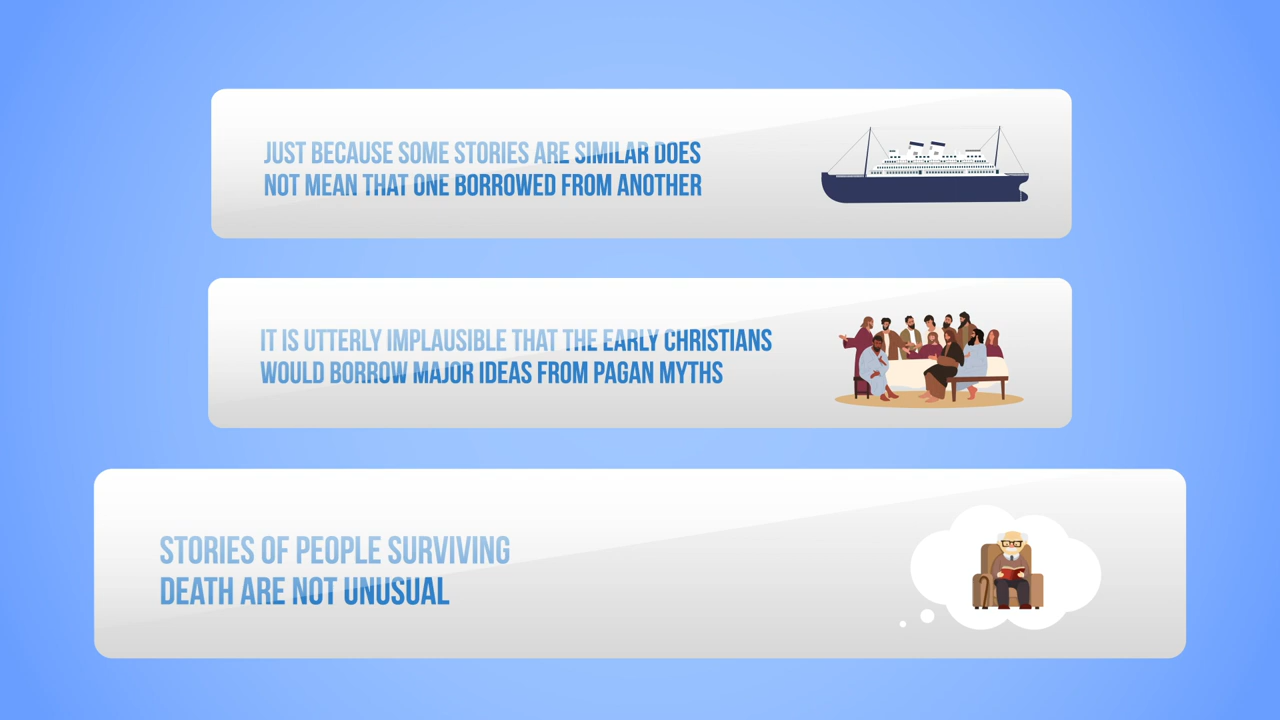 JUST BECAUSE SOME STORIES ARE SIMILAR DOES
NOT MEAN THAT ONE BORROWED FROM ANOTHER
IT IS UTTERLY IMPLAUSIBLE THAT THE EARLY CHRISTIANS
WOULD BORROW MAJOR IDEAS FROM PAGAN MYTHS
STORIES OF PEOPLE SURVIVING
DEATH ARE NOT UNUSUAL